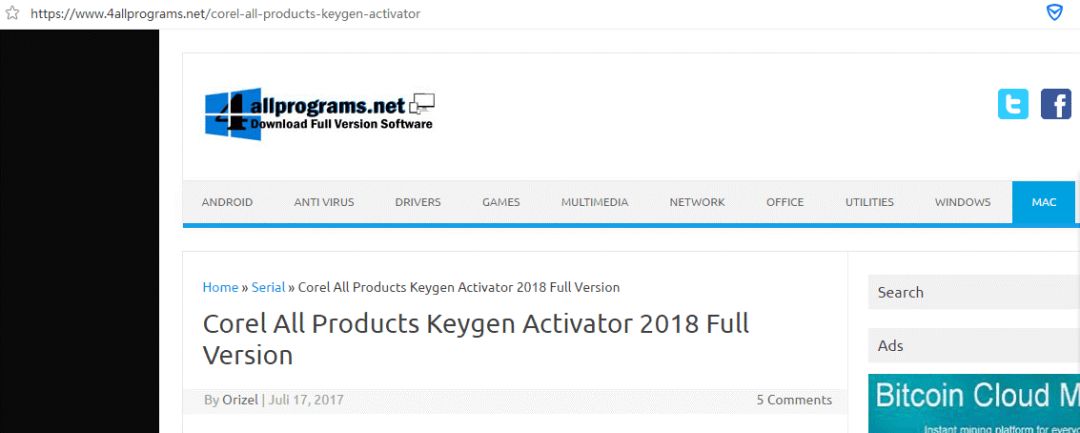 https://www.4allprograms.net/corel-all-products-keygen-activator
4allprograms.net
Download Full Version Software
ANDROID ANTI VIRUS DRIVERS GAMES MULTIMEDIA NETWORK OFFICE UTILITIES WINDOWS MAC
Home » Serial » Corel All Products Keygen Activator 2018 Full Version
Corel All Products Keygen Activator 2018 Full
Version
By Orizel | Juli 17, 2017 5 Comments
Search
Ads
Bitcoin Cloud M
Instant mining platform for everyo